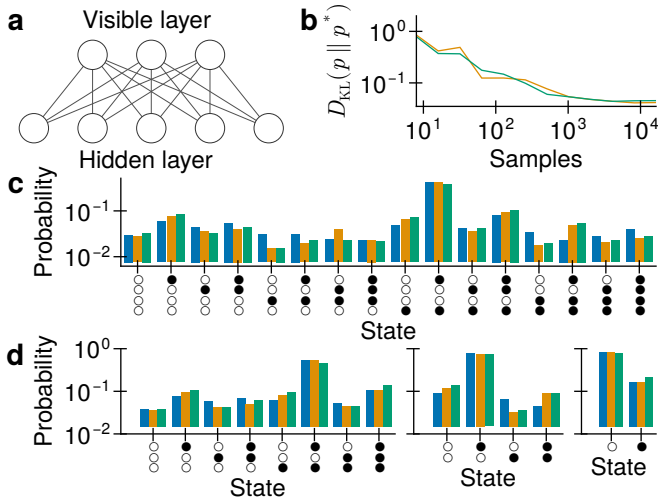 a
Visible layer
Hidden layer
b
D_KL(p || p*)
10^0
10^-1
10^1
10^2
10^3
10^4
Samples
c
Probability
10^-1
10^-2
State
d
Probability
10^0
10^-1
10^-2
State
State
State